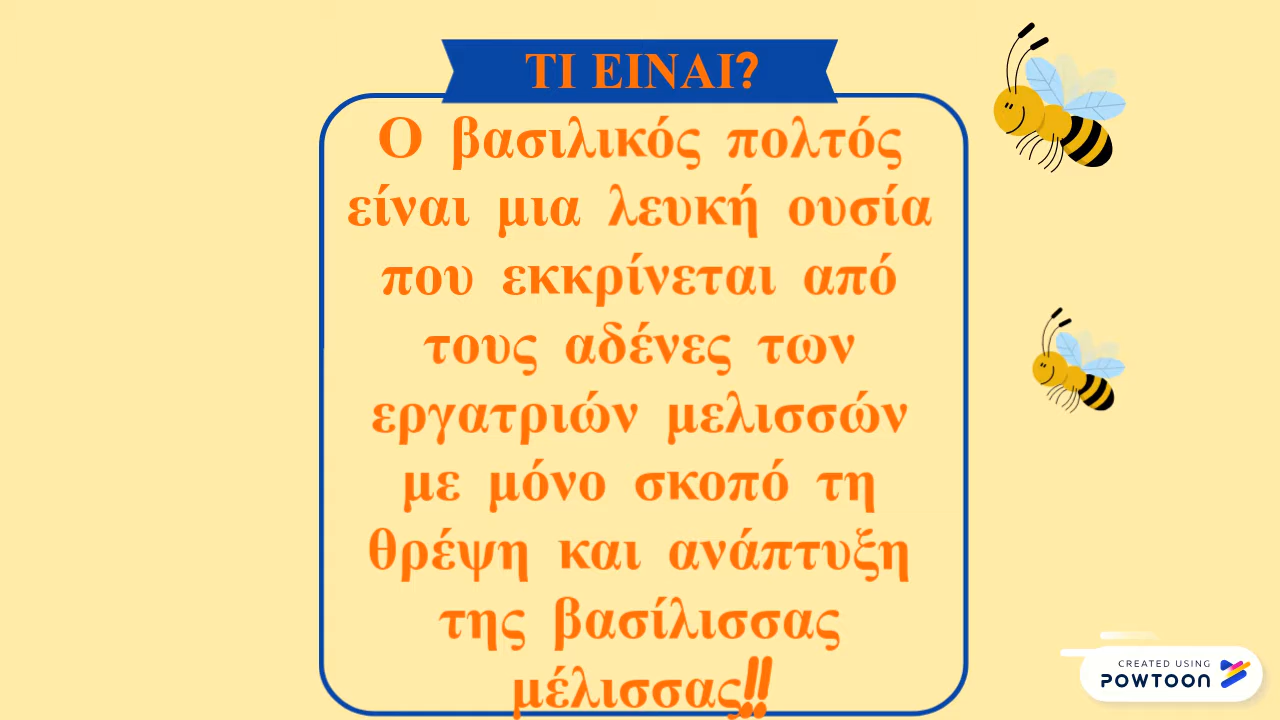 ΤΙ ΕΙΝΑΙ?
Ο βασιλικός πολτός
είναι μια λευκή ουσία
που εκκρίνεται από
τους αδένες των
εργατριών μελισσών
με μόνο σκοπό τη
θρέψη και ανάπτυξη
της βασίλισσας
μέλισσας!!
CREATED USING
POWTOON